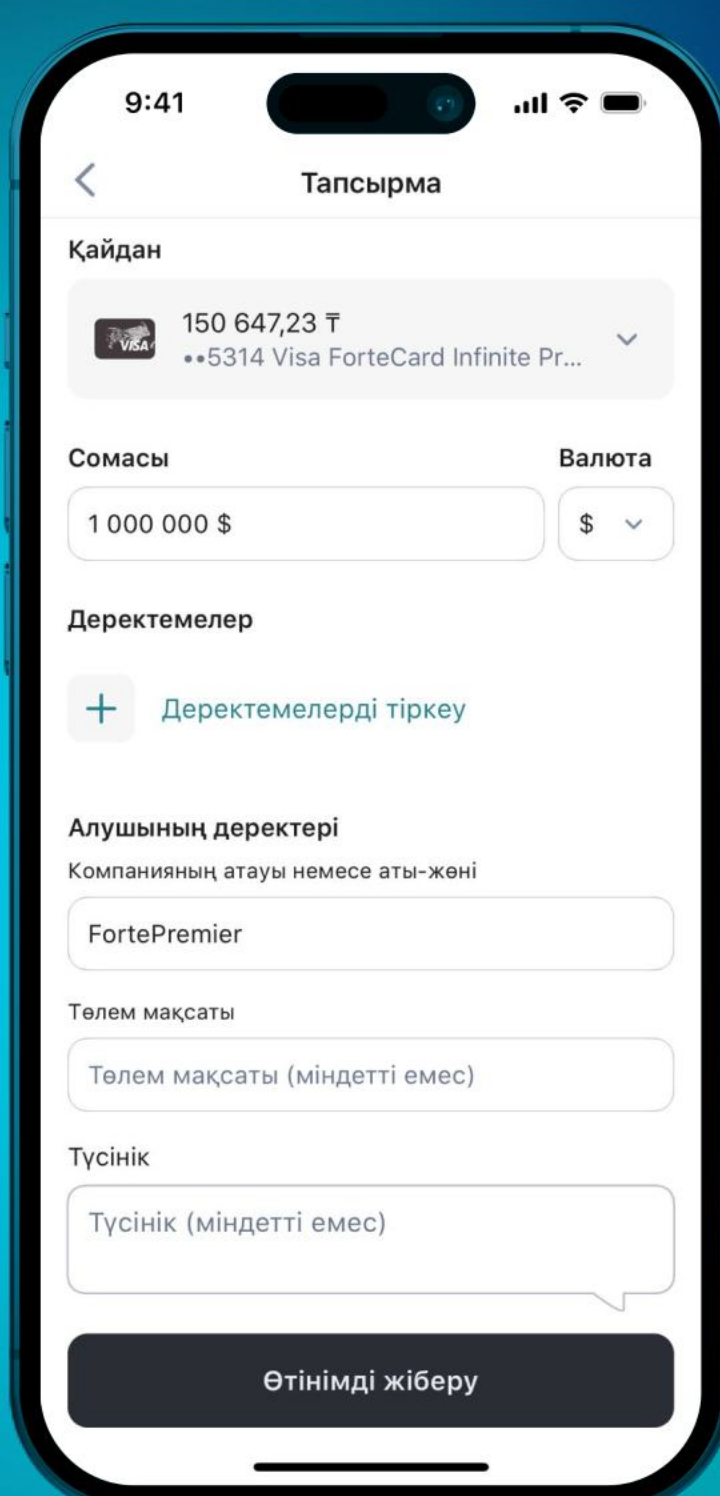 9:41
Тапсырма
Қайдан
150 647,23 ₸
VISA
••5314 Visa ForteCard Infinite Pr...
Сомасы
Валюта
1 000 000 $
$
Деректемелер
+ Деректемелерді тіркеу
Алушының деректері
Компанияның атауы немесе аты-жөні
FortePremier
Төлем мақсаты
Төлем мақсаты (міндетті емес)
Түсінік
Түсінік (міндетті емес)
Өтінімді жіберу